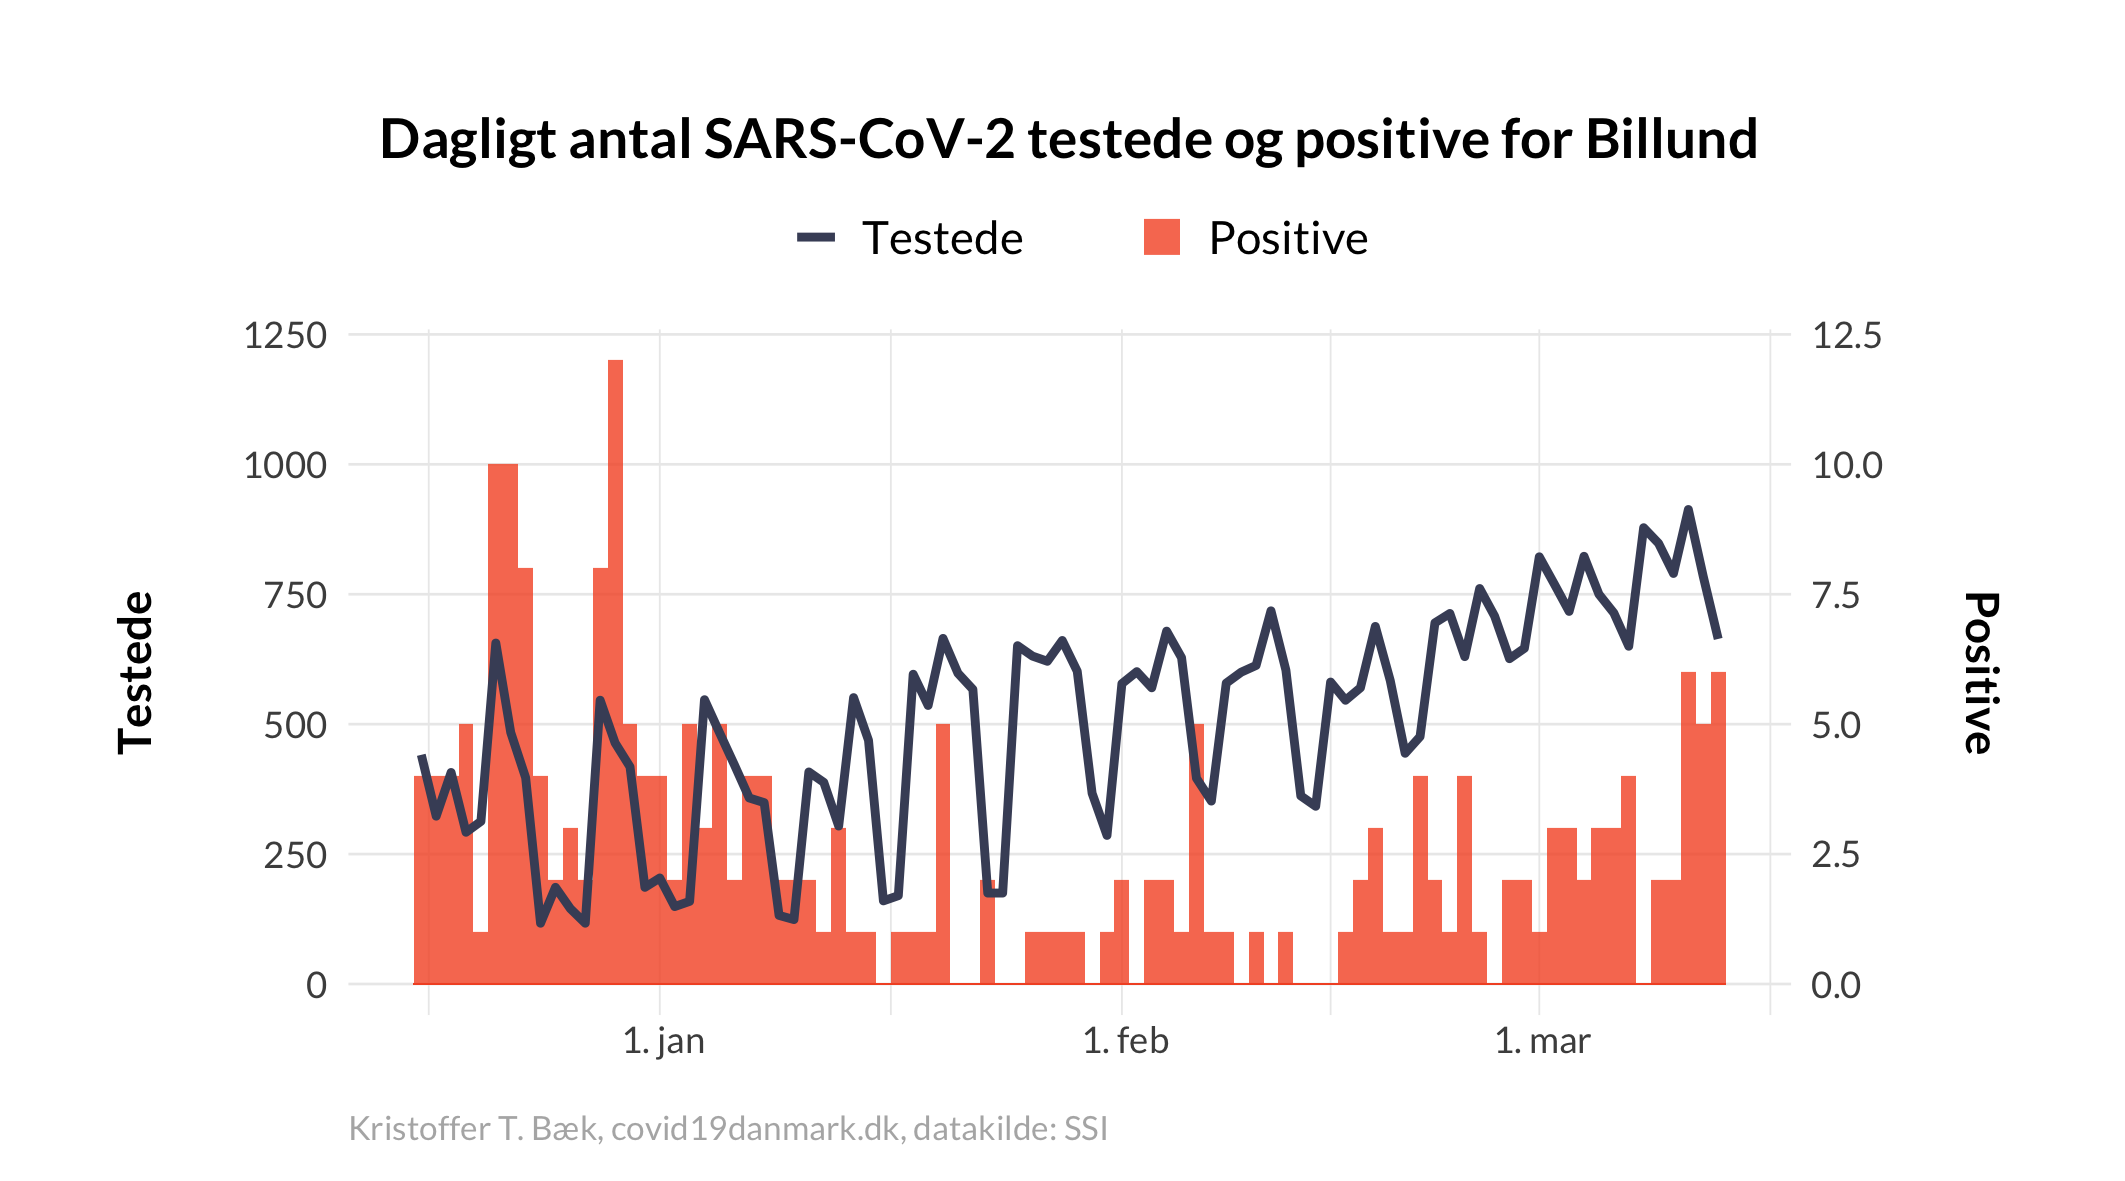 Dagligt antal SARS-CoV-2 testede og positive for Billund
Testede Positive
1250 12.5
1000 10.0
750 7.5
500 5.0
250 2.5
0 0.0
Testede
Positive
1. jan 1. feb 1. mar
Kristoffer T. Bæk, covid19danmark.dk, datakilde: SSI